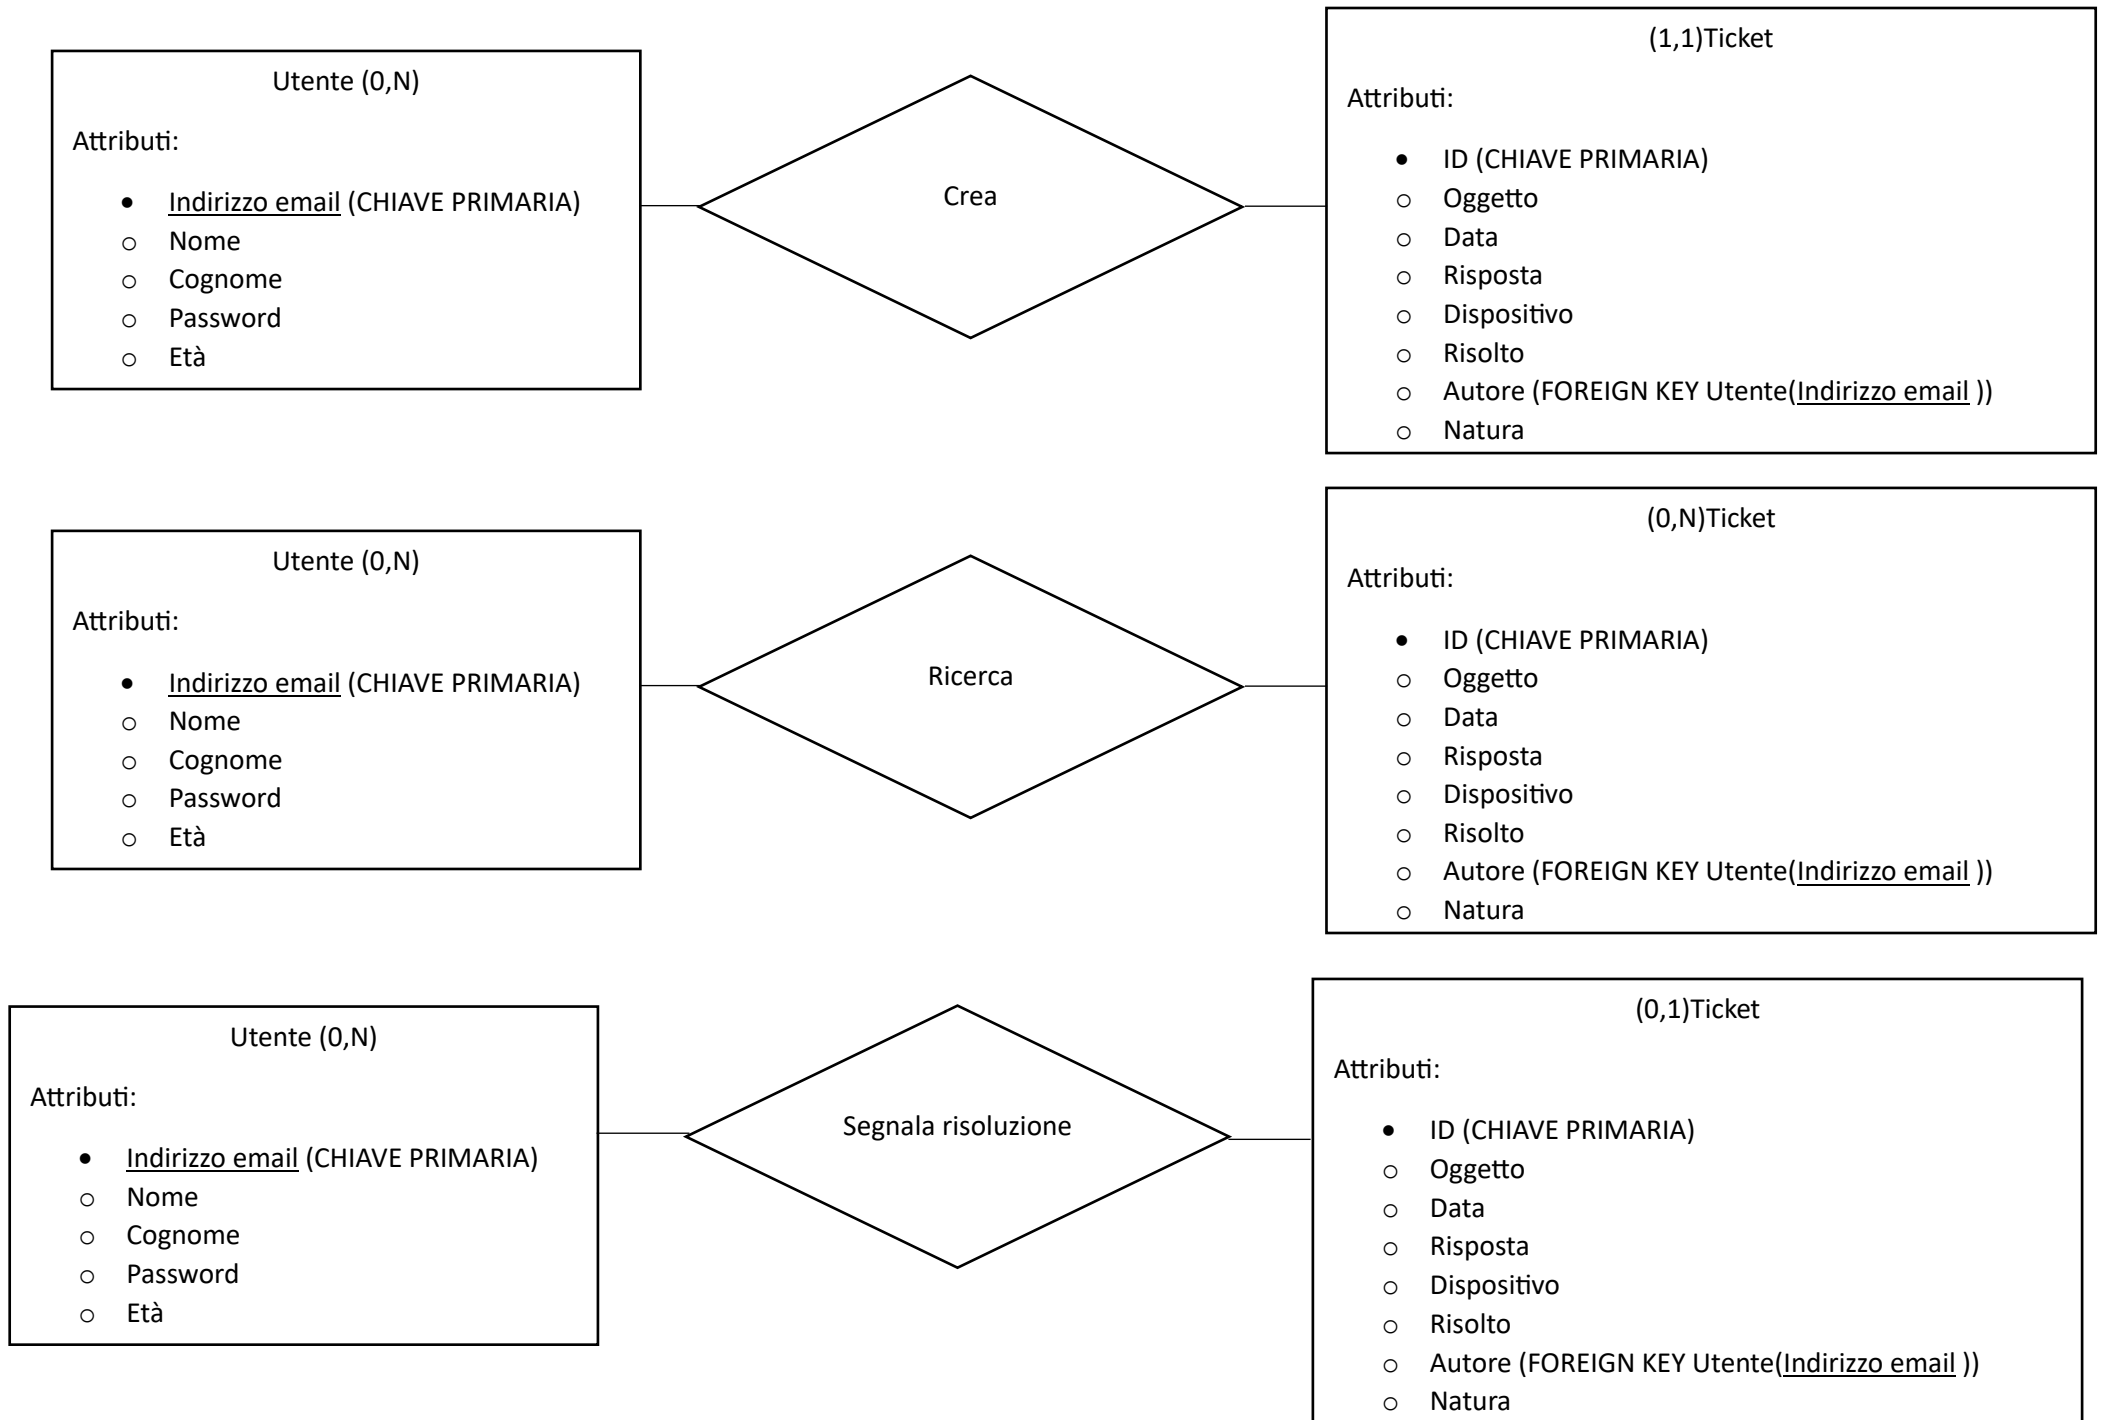 Utente (0,N)
Attributi:
• Indirizzo email (CHIAVE PRIMARIA)
o Nome
o Cognome
o Password
o Età
Crea
(1,1)Ticket
Attributi:
• ID (CHIAVE PRIMARIA)
o Oggetto
o Data
o Risposta
o Dispositivo
o Risolto
o Autore (FOREIGN KEY Utente(Indirizzo email ))
o Natura
Utente (0,N)
Attributi:
• Indirizzo email (CHIAVE PRIMARIA)
o Nome
o Cognome
o Password
o Età
Ricerca
(0,N)Ticket
Attributi:
• ID (CHIAVE PRIMARIA)
o Oggetto
o Data
o Risposta
o Dispositivo
o Risolto
o Autore (FOREIGN KEY Utente(Indirizzo email ))
o Natura
Utente (0,N)
Attributi:
• Indirizzo email (CHIAVE PRIMARIA)
o Nome
o Cognome
o Password
o Età
Segnala risoluzione
(0,1)Ticket
Attributi:
• ID (CHIAVE PRIMARIA)
o Oggetto
o Data
o Risposta
o Dispositivo
o Risolto
o Autore (FOREIGN KEY Utente(Indirizzo email ))
o Natura